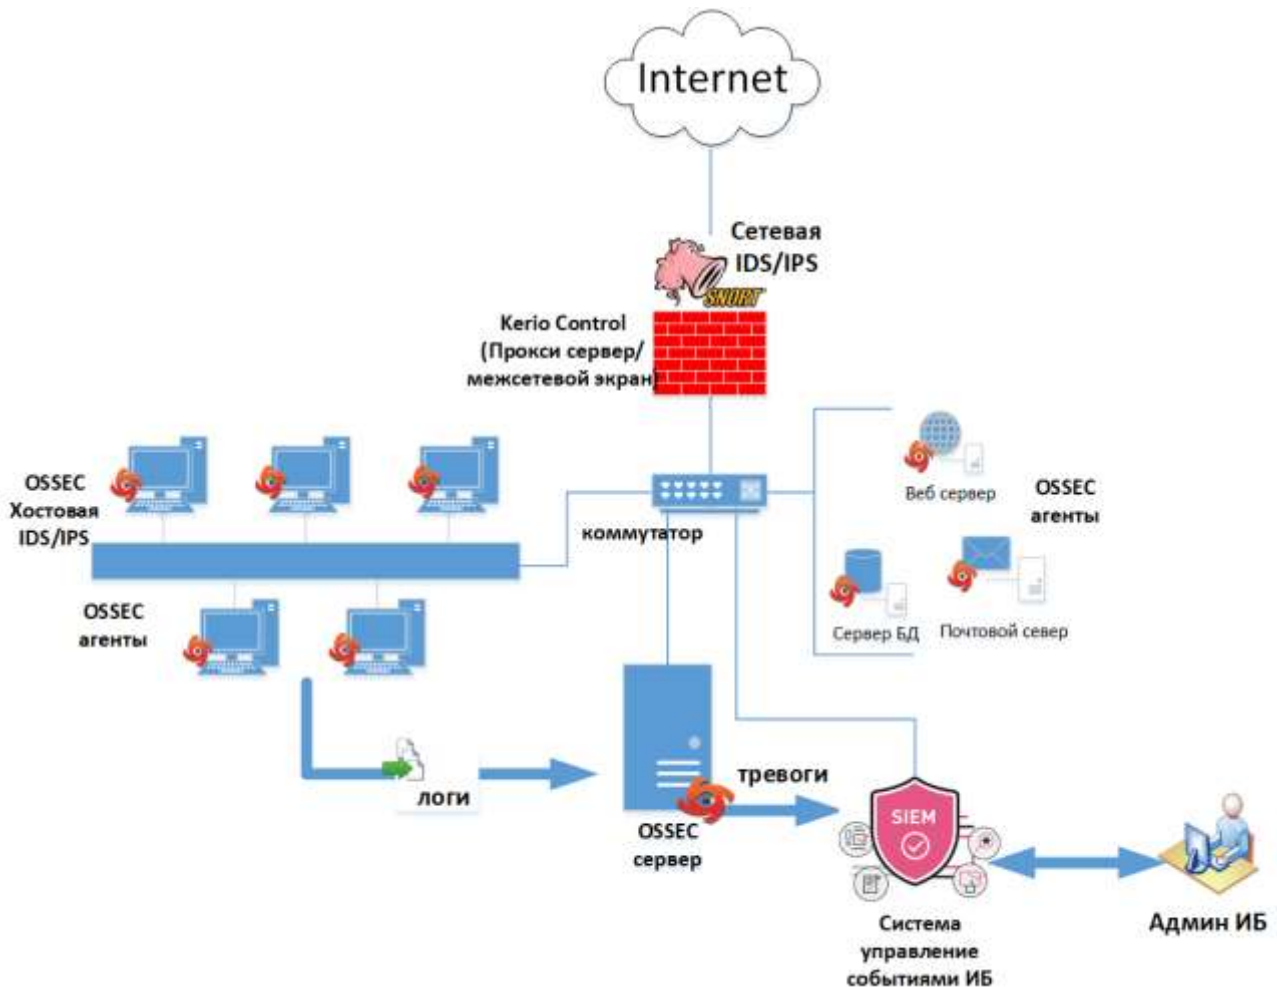 Internet
Сетевая
IDS/IPS
SNORT
Kerio Control
(Прокси сервер/
межсетевой экран)
OSSEC
Хостовая
IDS/IPS
Веб сервер
OSSEC
агенты
коммутатор
OSSEC
агенты
Сервер БД
Почтовой север
логи
тревоги
SIEM
OSSEC
сервер
Система
управление
событиями ИБ
Админ ИБ